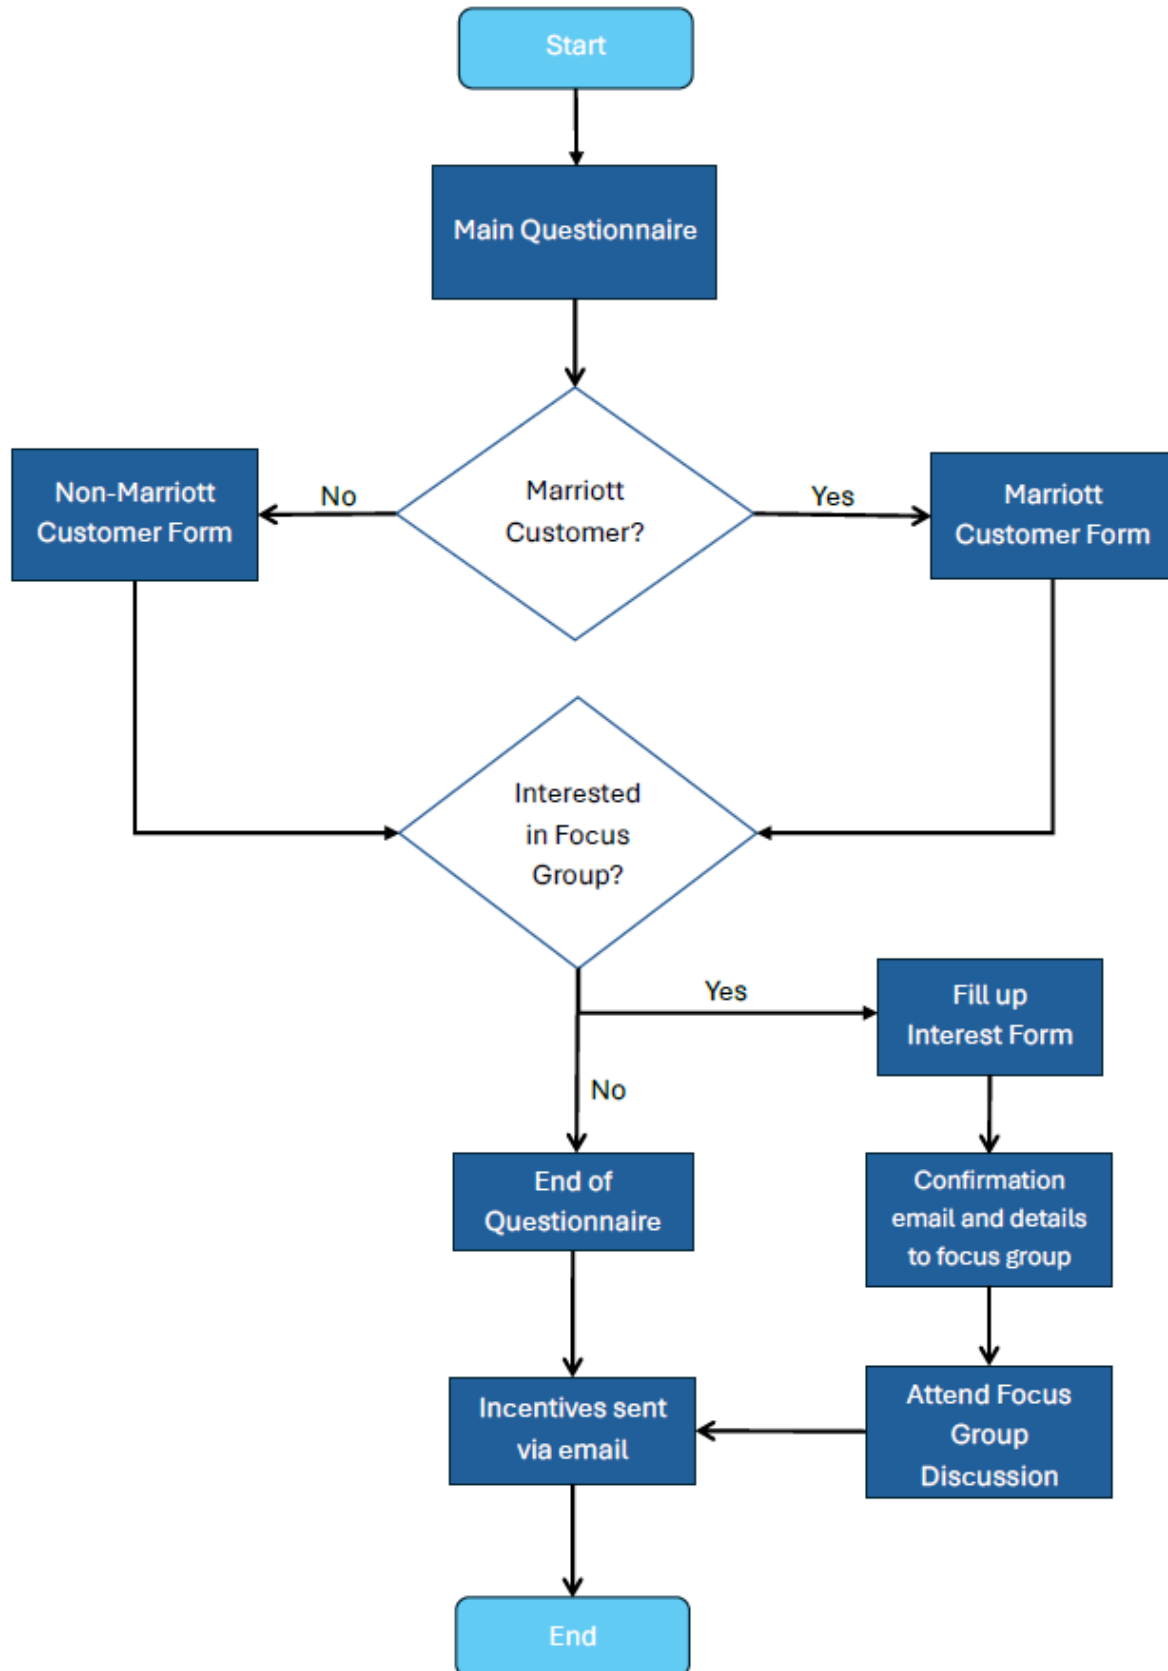 Start
Main Questionnaire
Marriott
Customer?
No
Yes
Non-Marriott
Customer Form
Marriott
Customer Form
Interested
in Focus
Group?
Yes
No
Fill up
Interest Form
End of
Questionnaire
Confirmation
email and details
to focus group
Incentives sent
via email
Attend Focus
Group
Discussion
End